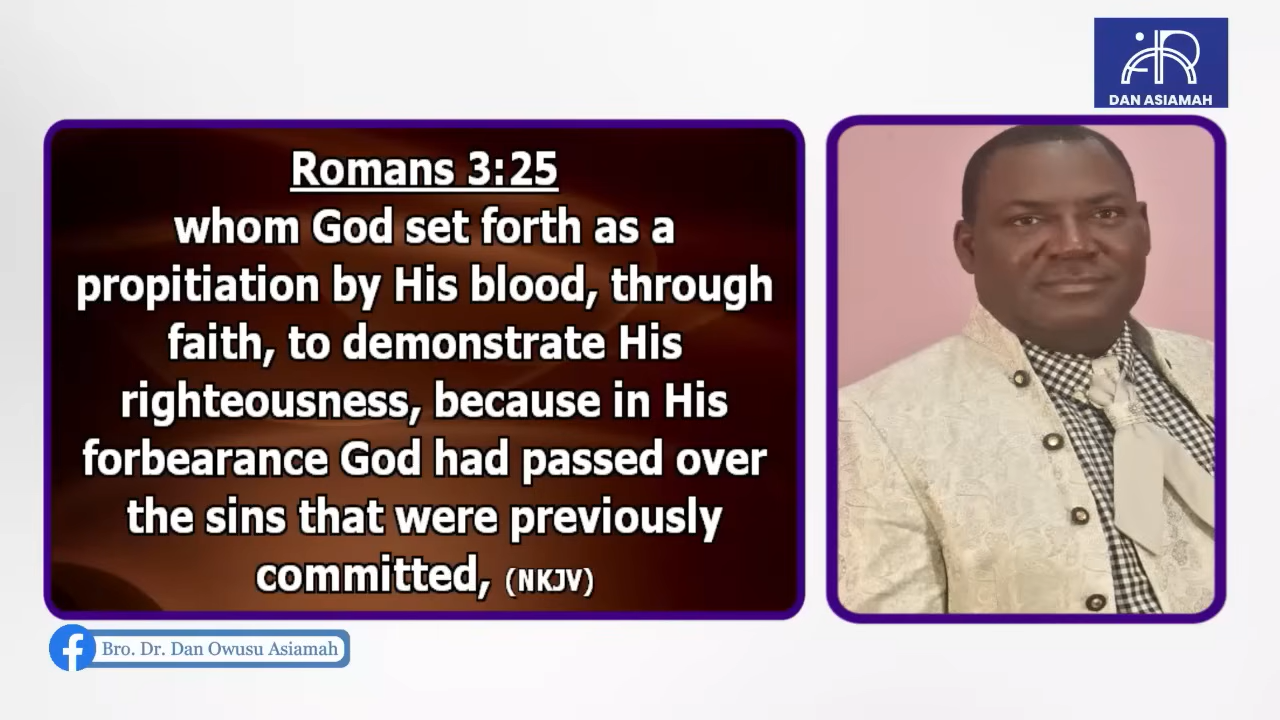 DAN ASIAMAH
Romans 3:25
whom God set forth as a
propitiation by His blood, through
faith, to demonstrate His
righteousness, because in His
forbearance God had passed over
the sins that were previously
committed, (NKJV)
Bro. Dr. Dan Owusu Asiamah